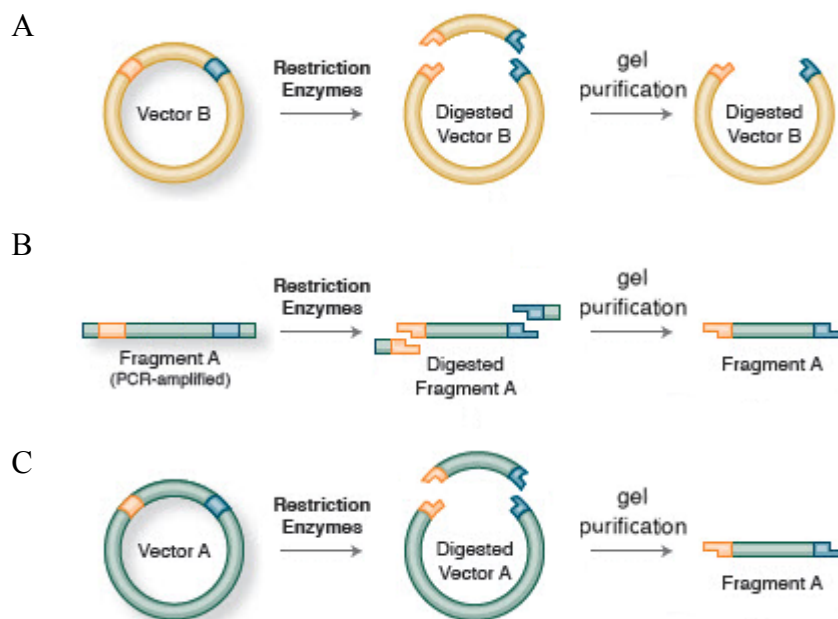 A
Vector B
Restriction
Enzymes
Digested
Vector B
gel
purification
Digested
Vector B
B
Fragment A
(PCR-amplified)
Restriction
Enzymes
Digested
Fragment A
gel
purification
Fragment A
C
Vector A
Restriction
Enzymes
Digested
Vector A
gel
purification
Fragment A